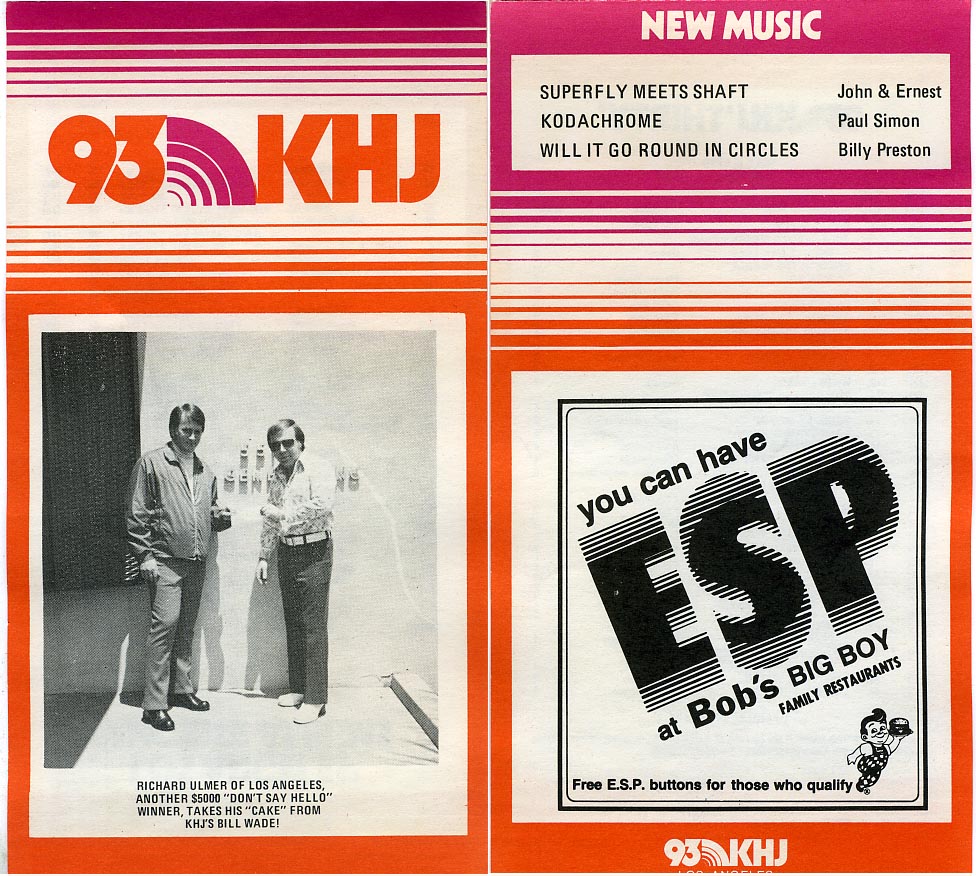 93 KHJ
RICHARD ULMER OF LOS ANGELES,
ANOTHER $5000 "DON'T SAY HELLO"
WINNER, TAKES HIS "CAKE" FROM
KHJ'S BILL WADE!
NEW MUSIC
SUPERFLY MEETS SHAFT John & Ernest
KODACHROME Paul Simon
WILL IT GO ROUND IN CIRCLES Billy Preston
you can have
ESP
at Bob's BIG BOY
FAMILY RESTAURANTS
Free E.S.P. buttons for those who qualify
93 KHJ
LOS ANGELES